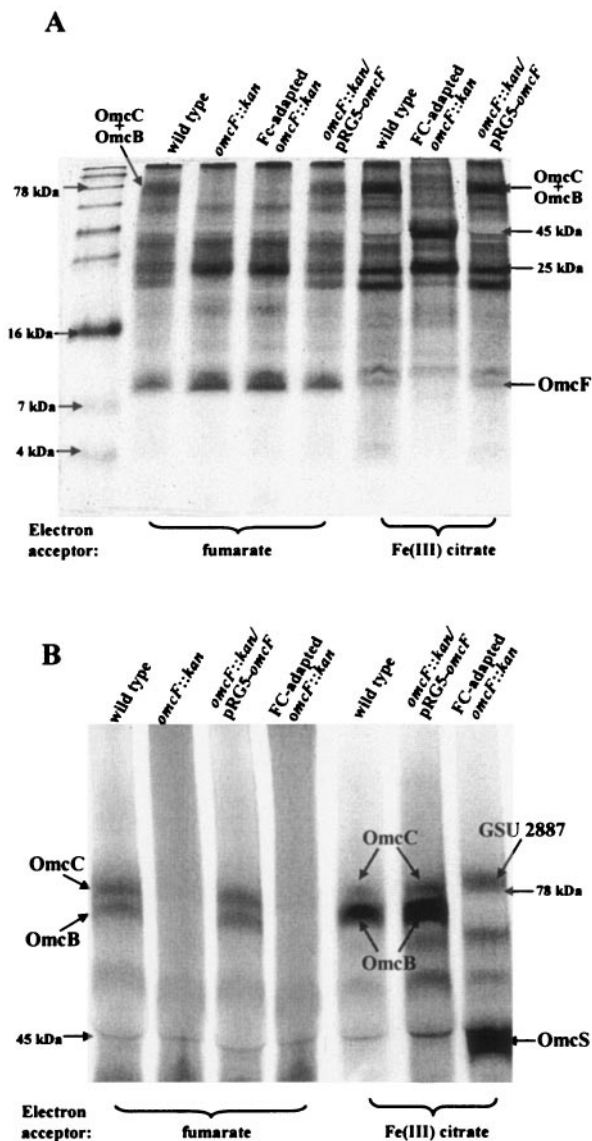 A
OmcC
+
OmcB
wild type
omcF::kan
Fc-adapted
omcF::kan
omcF::kan/
pRG5-omcF
wild type
FC-adapted
omcF::kan
omcF::kan/
pRG5-omcF
78 kDa
OmcC
+
OmcB
45 kDa
25 kDa
16 kDa
OmcF
7 kDa
4 kDa
Electron
acceptor:
fumarate
Fe(III) citrate
B
wild type
omcF::kan
omcF::kan/
pRG5-omcF
FC-adapted
omcF::kan
wild type
omcF::kan/
pRG5-omcF
FC-adapted
omcF::kan
GSU 2887
OmcC
OmcC
78 kDa
OmcB
OmcB
45 kDa
OmcS
Electron
acceptor:
fumarate
Fe(III) citrate